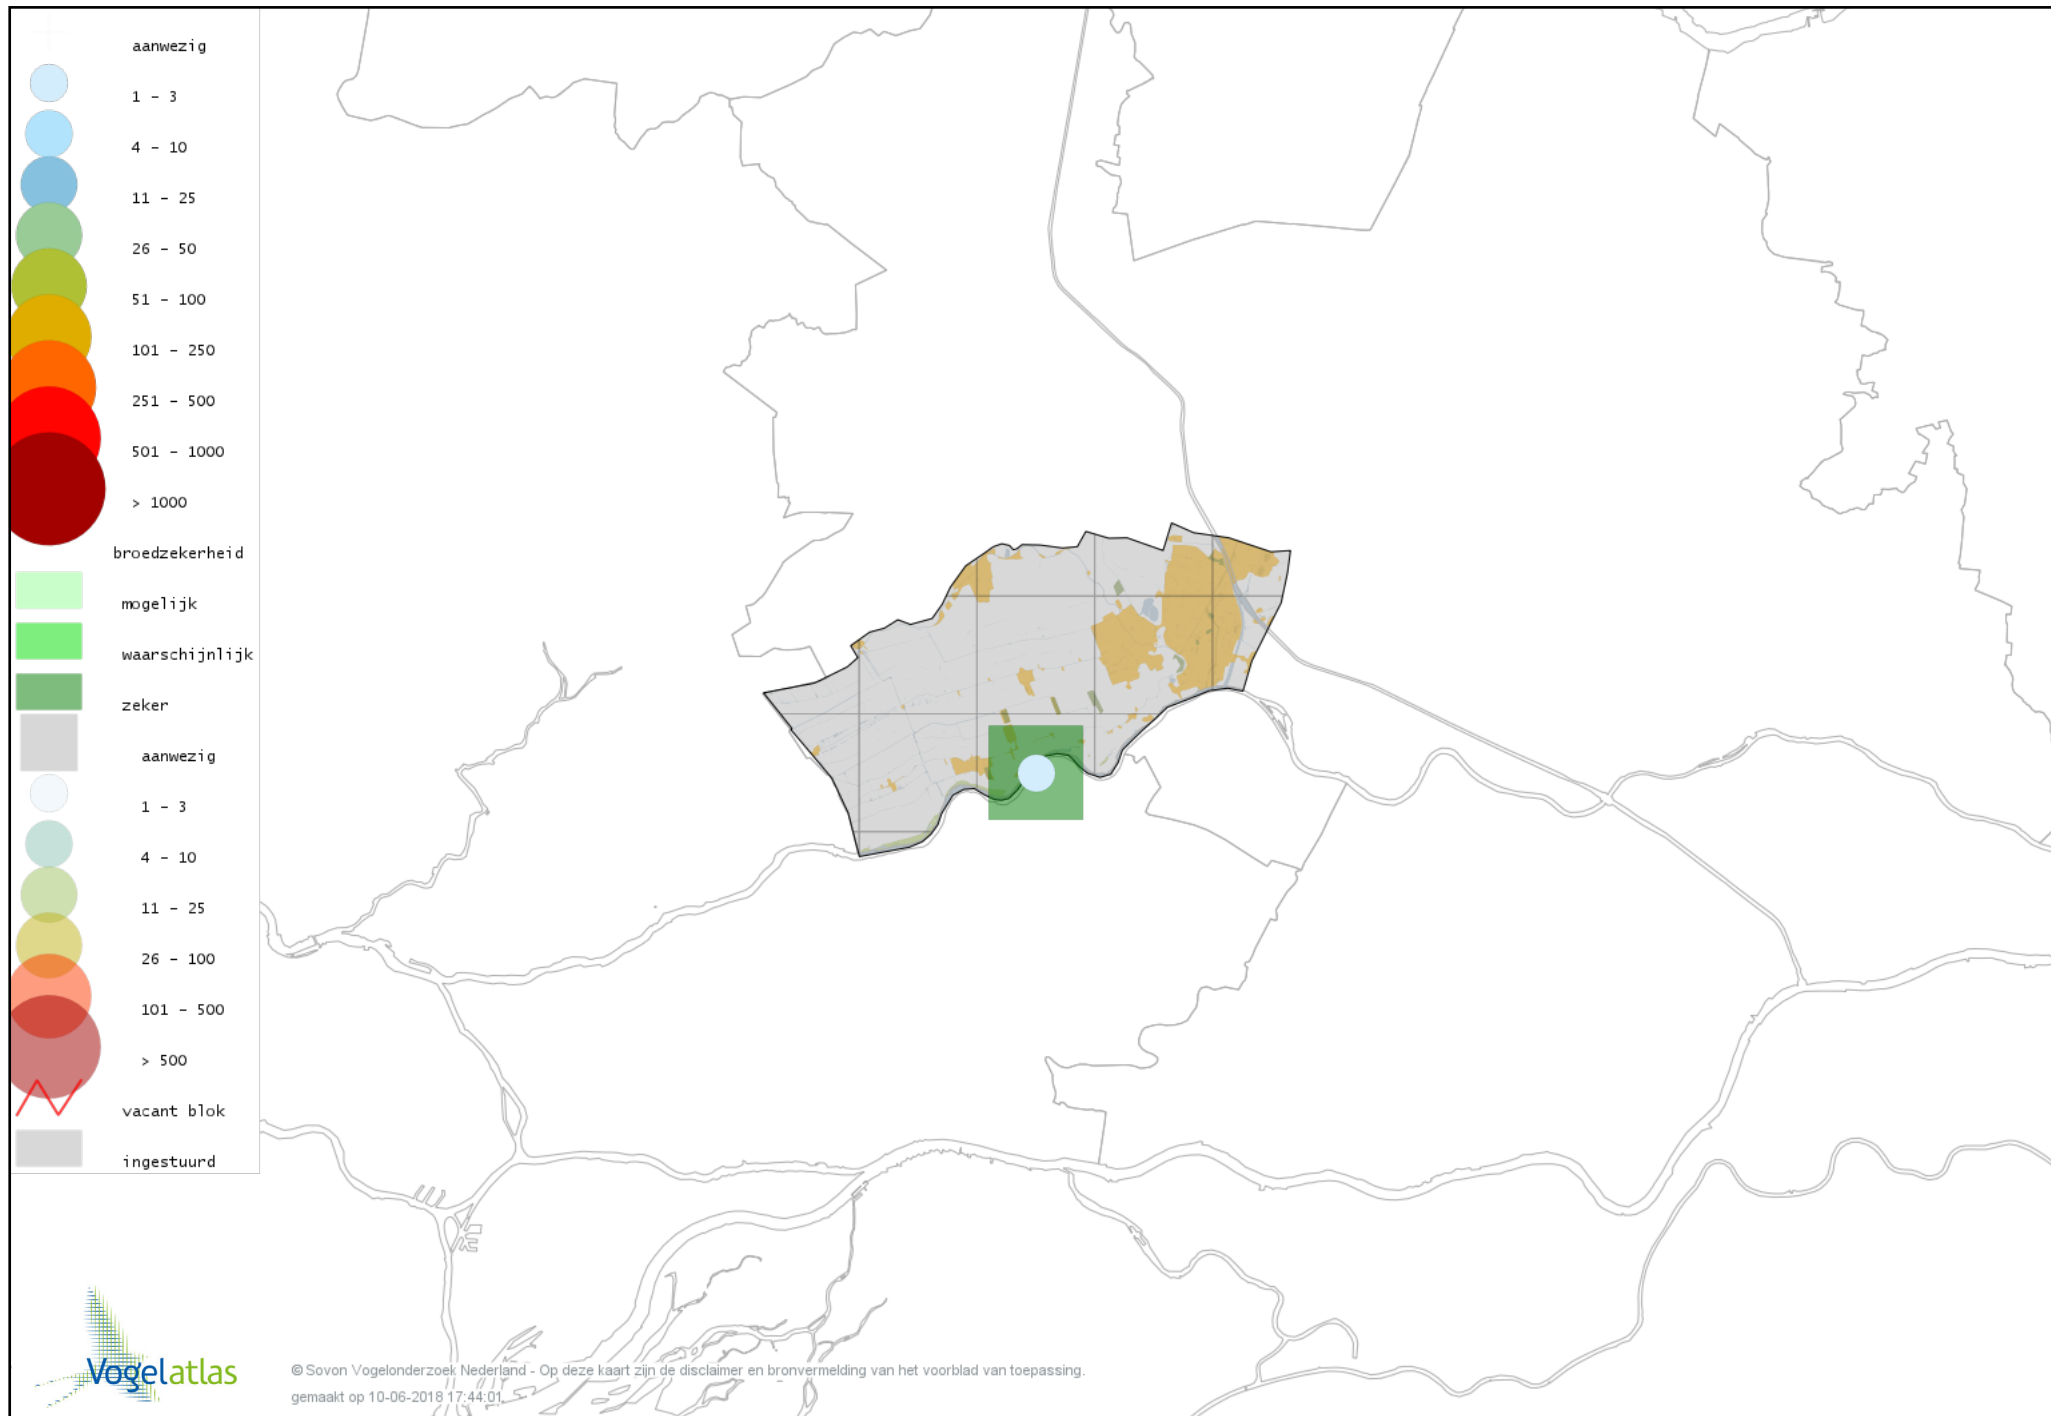 aanwezig
1 - 3
4 - 10
11 - 25
26 - 50
51 - 100
101 - 250
251 - 500
501 - 1000
> 1000
broedzekerheid
mogelijk
waarschijnlijk
zeker
aanwezig
1 - 3
4 - 10
11 - 25
26 - 100
101 - 500
> 500
vacant blok
ingestuurd
Vogelatlas
© Sovon Vogelonderzoek Nederland - Op deze kaart zijn de disclaimer en bronvermelding van het voorblad van toepassing.
gemaakt op 10-06-2018 17:44:01